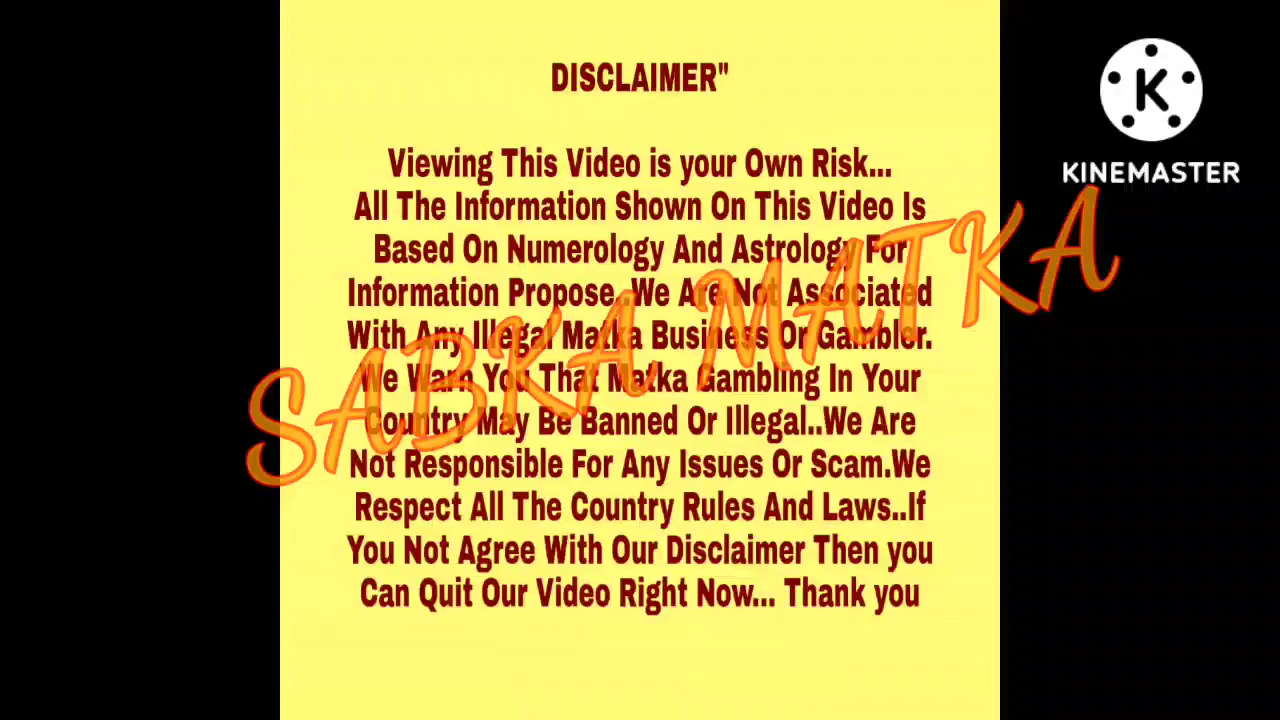 DISCLAIMER"
Viewing This Video is your Own Risk...
All The Information Shown On This Video Is
Based On Numerology And Astrology For
Information Propose..We Are Not Associated
With Any Illegal Matka Business Or Gambler.
We Warn You That Matka Gambling In Your
Country May Be Banned Or Illegal..We Are
Not Responsible For Any Issues Or Scam.We
Respect All The Country Rules And Laws..If
You Not Agree With Our Disclaimer Then you
Can Quit Our Video Right Now... Thank you
SABKA MATKA
K
KINEMASTER